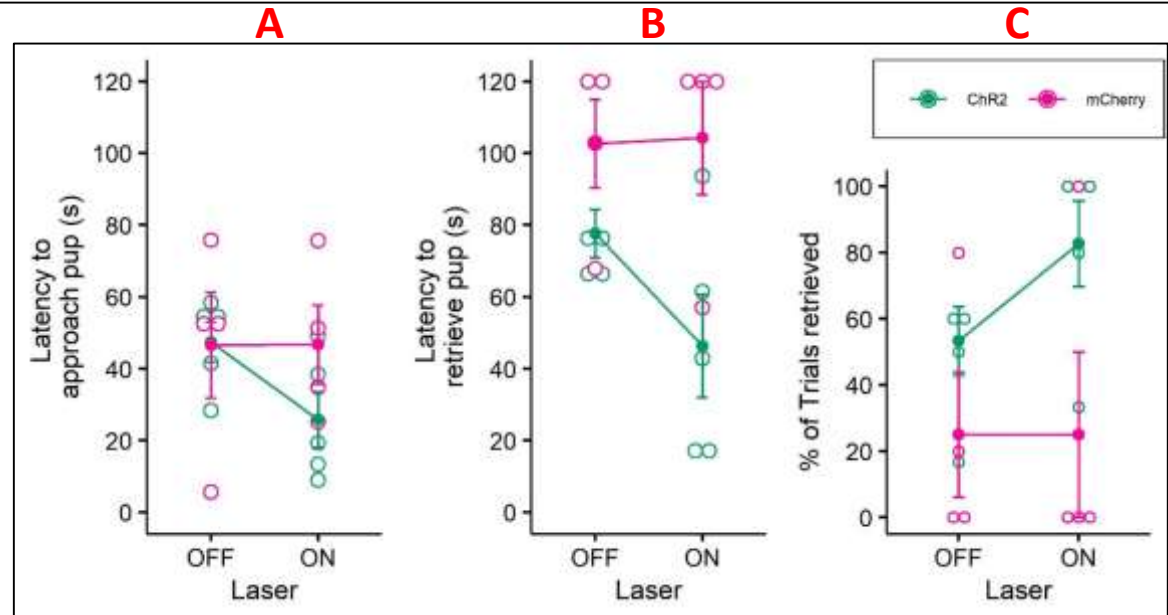 A
B
C
Latency to
approach pup (s)
120
100
80
60
40
20
0
OFF
ON
Laser
Latency to
retrieve pup (s)
120
100
80
60
40
20
0
OFF
ON
Laser
ChR2
mCherry
% of Trials retrieved
100
80
60
40
20
0
OFF
ON
Laser